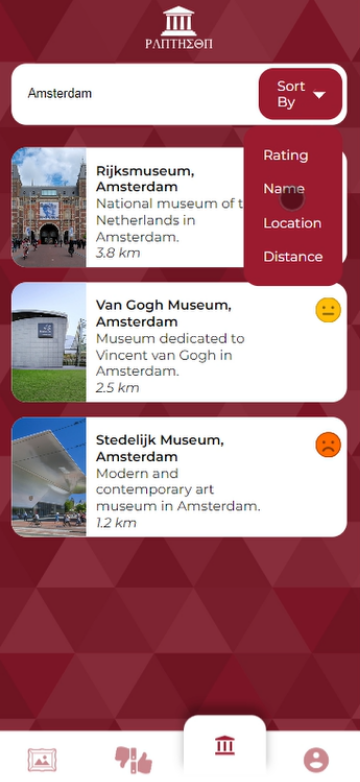 PΛΠTHΣΘΠ
Amsterdam
Sort
By
Rating
Name
Location
Distance
Rijksmuseum,
Amsterdam
National museum of t
Netherlands in
Amsterdam.
3.8 km
Van Gogh Museum,
Amsterdam
Museum dedicated to
Vincent van Gogh in
Amsterdam.
2.5 km
Stedelijk Museum,
Amsterdam
Modern and
contemporary art
museum in Amsterdam.
1.2 km